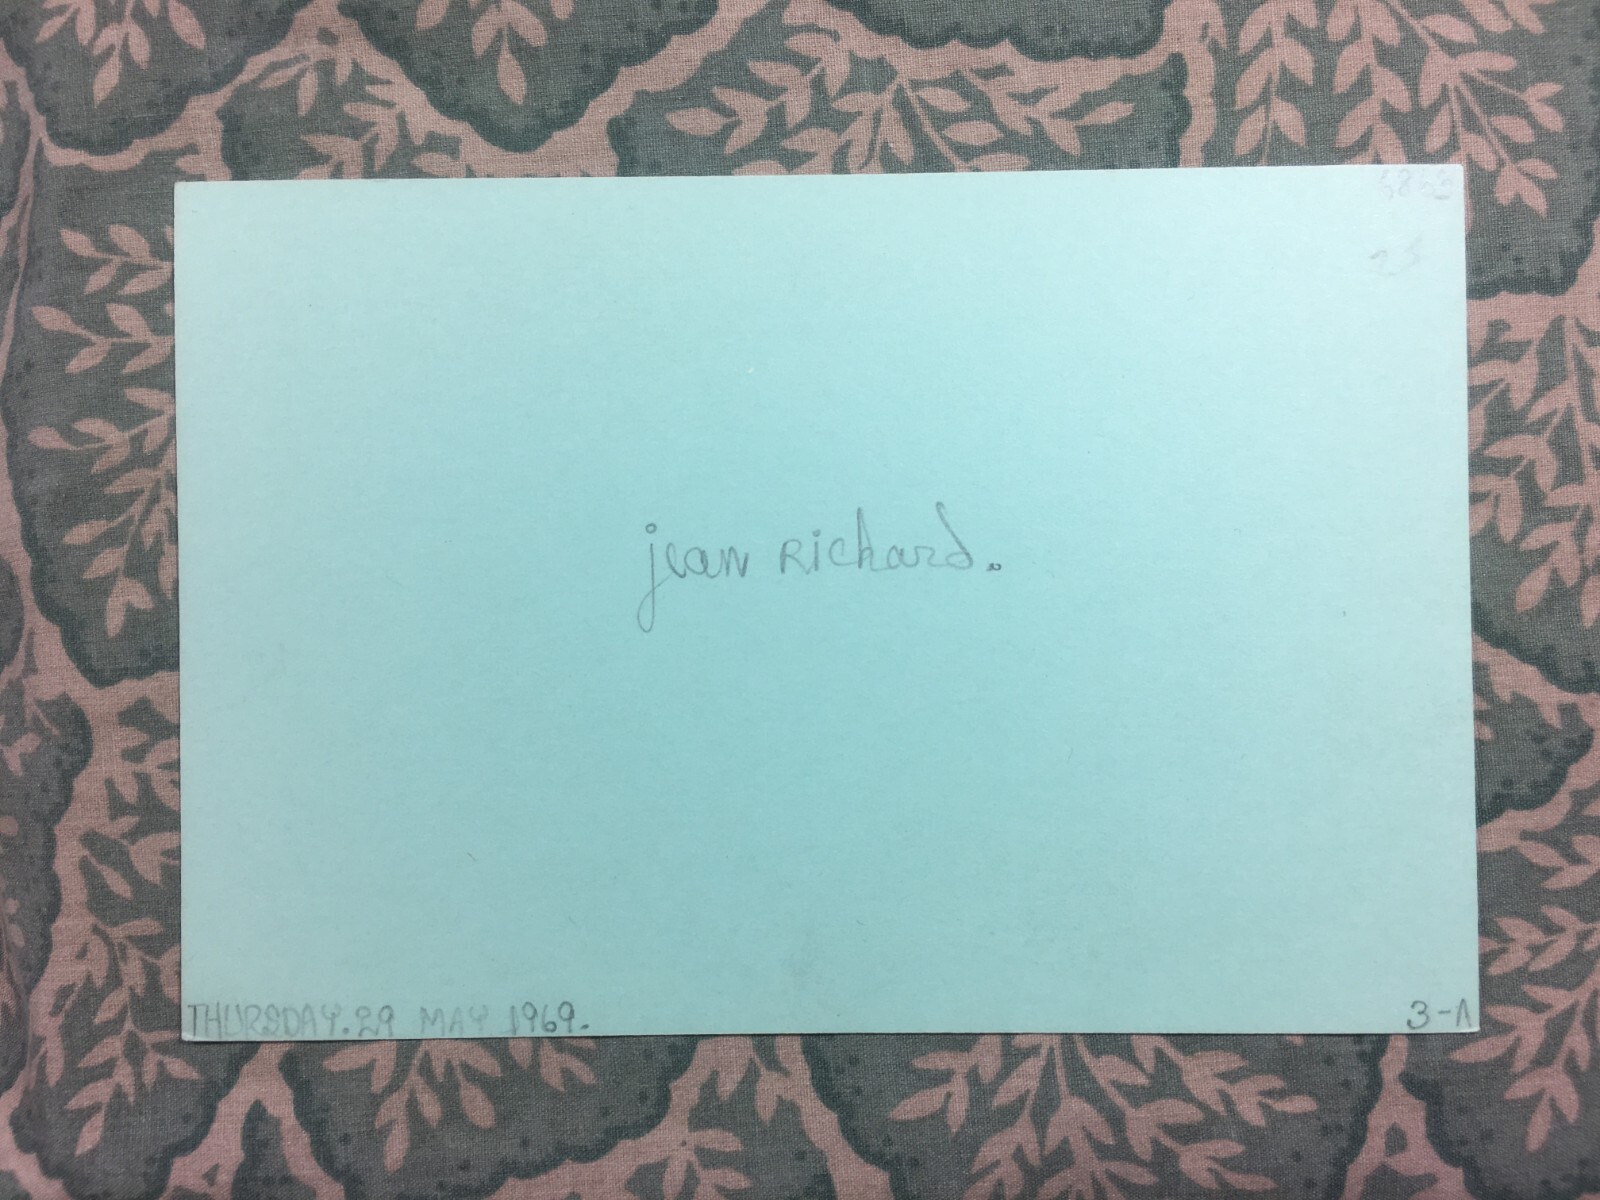 jean Richard.
THURSDAY. 29 MAY 1969.
3-1